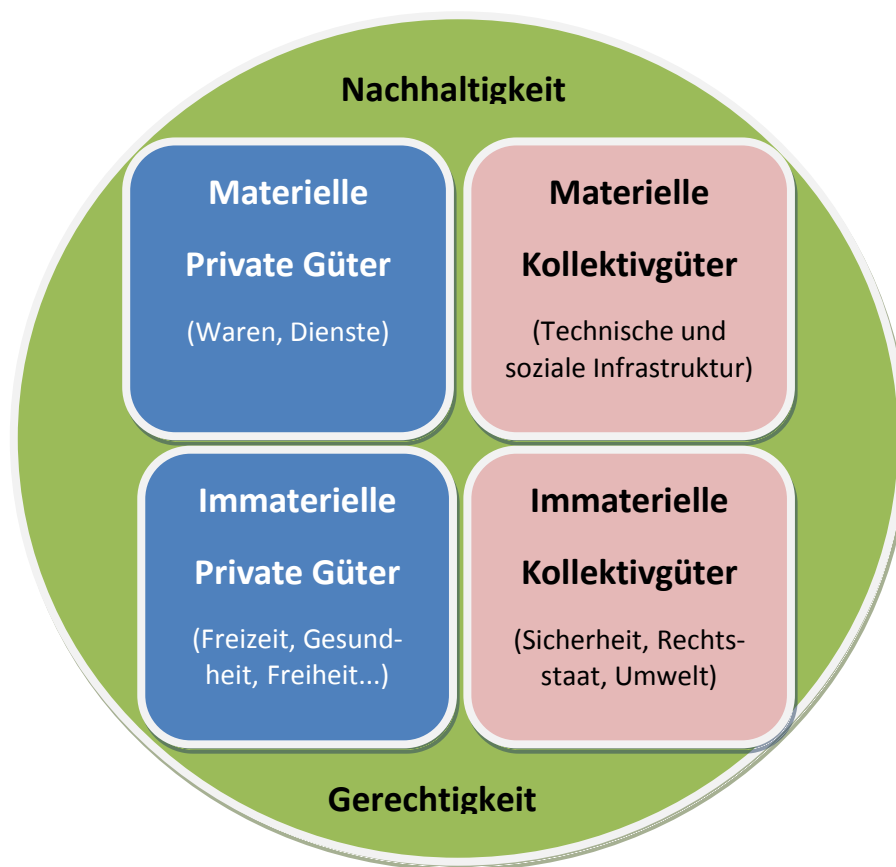 Nachhaltigkeit
Materielle
Private Güter
(Waren, Dienste)
Materielle
Kollektivgüter
(Technische und
soziale Infrastruktur)
Immaterielle
Private Güter
(Freizeit, Gesund-
heit, Freiheit...)
Immaterielle
Kollektivgüter
(Sicherheit, Rechts-
staat, Umwelt)
Gerechtigkeit